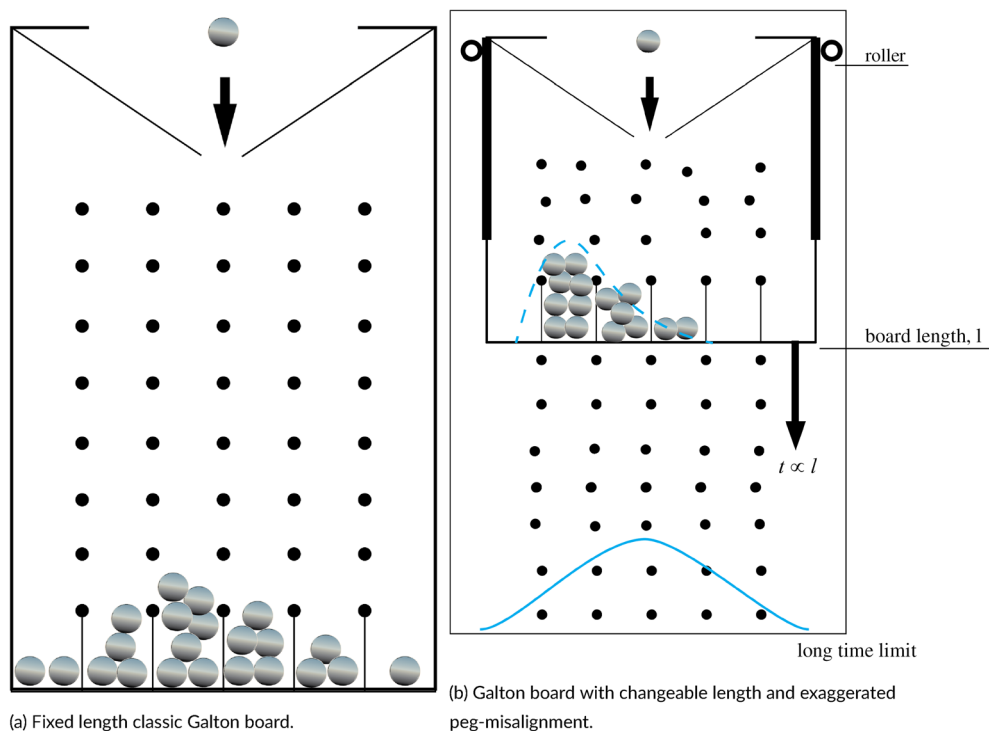 roller
board length, l
t ∝ l
long time limit
(a) Fixed length classic Galton board.
(b) Galton board with changeable length and exaggerated
peg-misalignment.